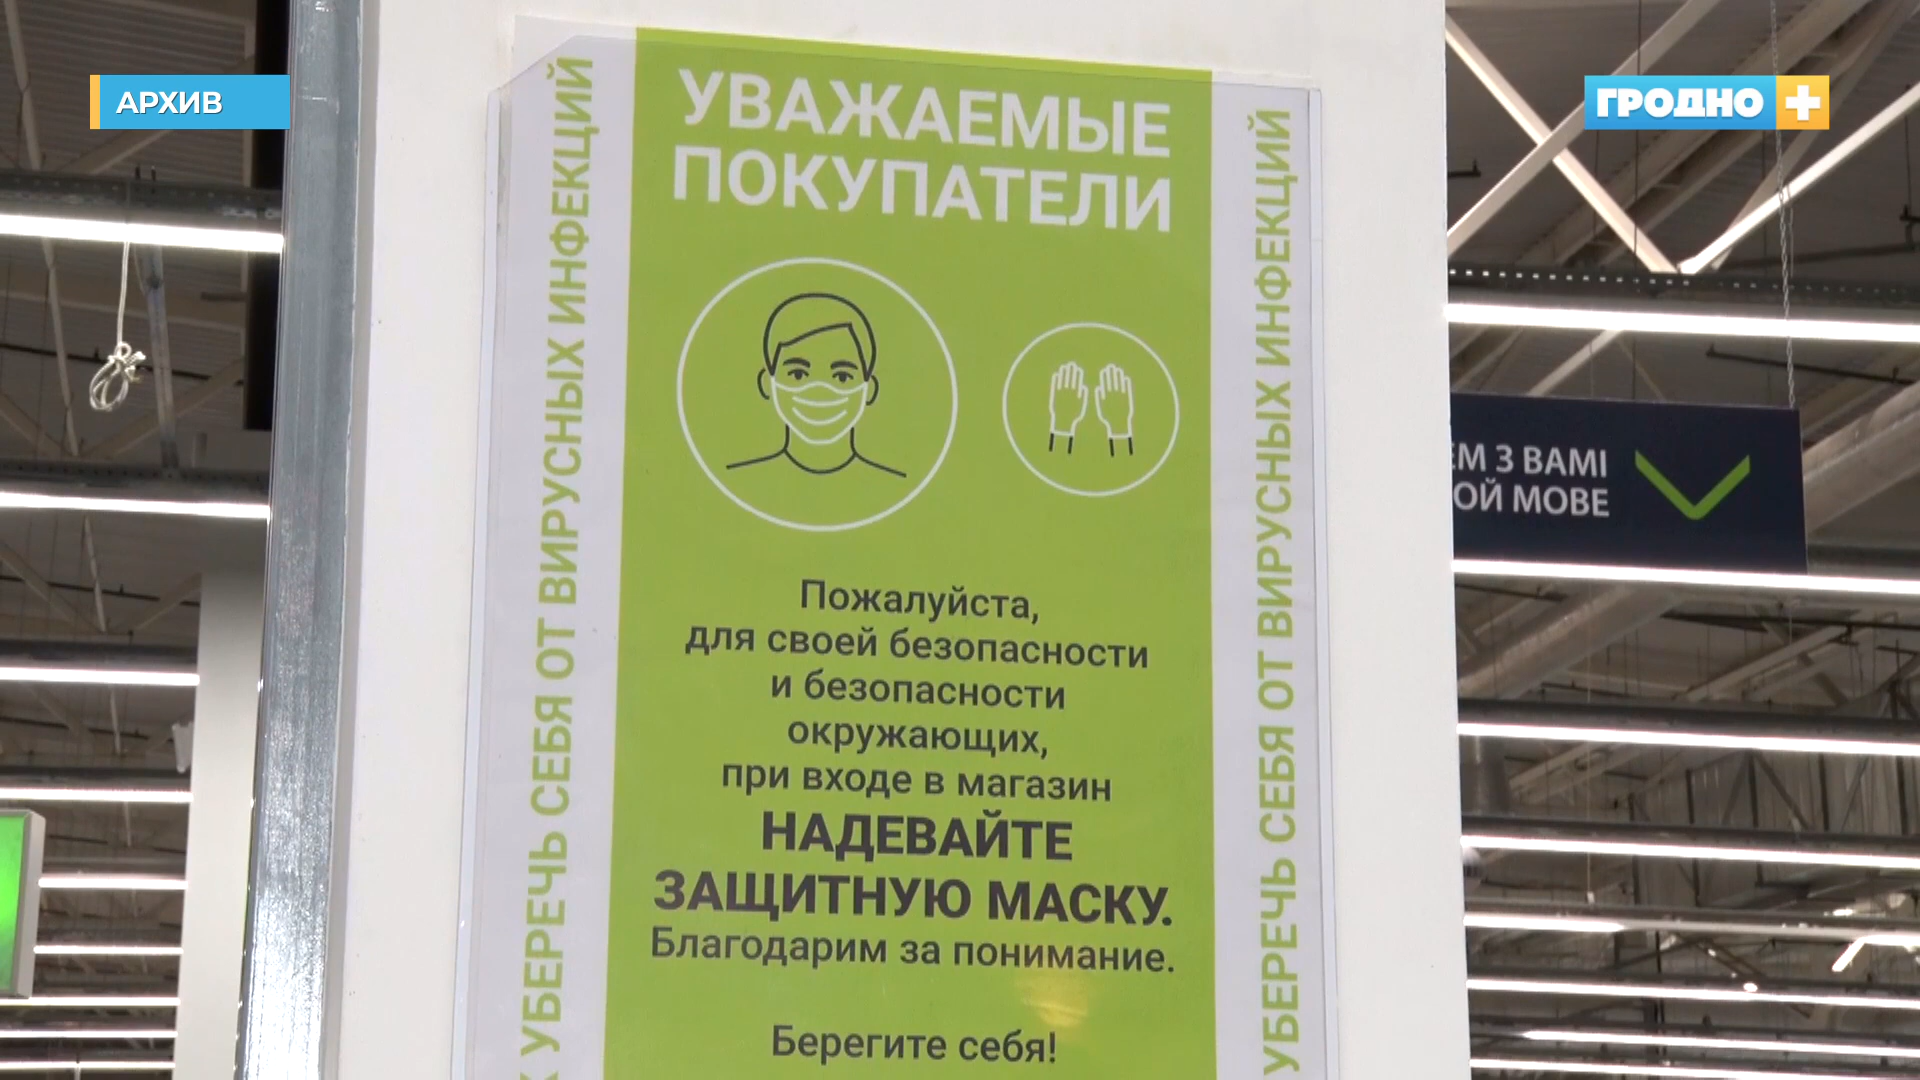 АРХИВ
ГРОДНО
УВАЖАЕМЫЕ
ПОКУПАТЕЛИ
Пожалуйста,
для своей безопасности
и безопасности
окружающих,
при входе в магазин
НАДЕВАЙТЕ
ЗАЩИТНУЮ МАСКУ.
Благодарим за понимание.
Берегите себя!
УБЕРЕЧЬ СЕБЯ ОТ ВИРУСНЫХ ИНФЕКЦИЙ
УБЕРЕЧЬ СЕБЯ ОТ ВИРУСНЫХ ИНФЕКЦИЙ
З ВАМІ
МОВЕ